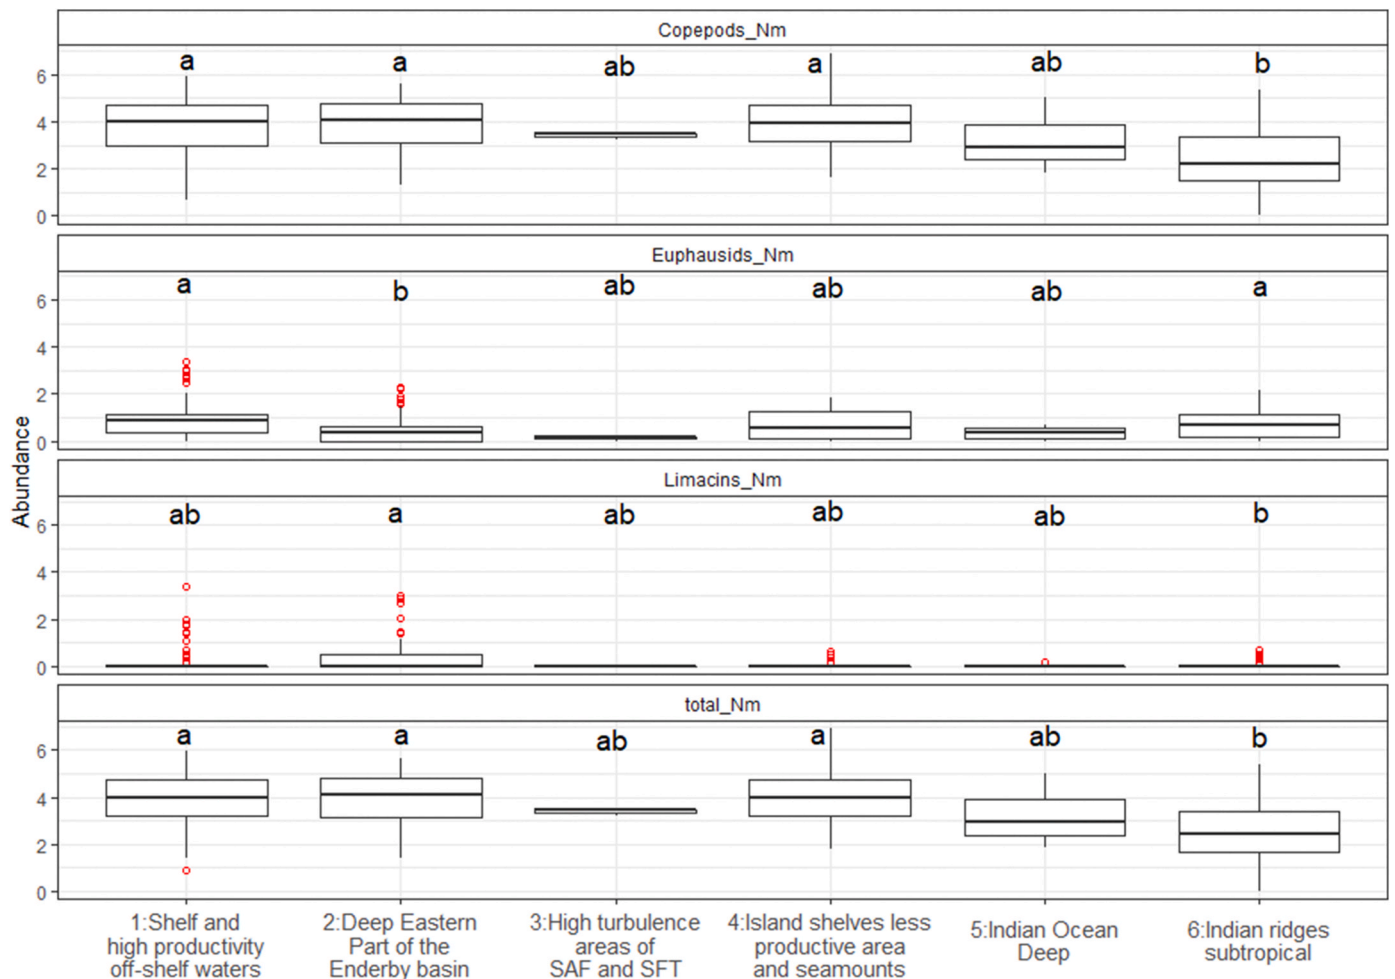 Copepods_Nm
a a ab a ab b
6
4
2
0
Euphausids_Nm
a b ab ab ab a
6
4
2
0
Limacins_Nm
ab a ab ab ab b
6
4
2
0
total_Nm
a a ab a ab b
6
4
2
0
Abundance
1:Shelf and
high productivity
off-shelf waters
2:Deep Eastern
Part of the
Enderby basin
3:High turbulence
areas of
SAF and SFT
4:Island shelves less
productive area
and seamounts
5:Indian Ocean
Deep
6:Indian ridges
subtropical